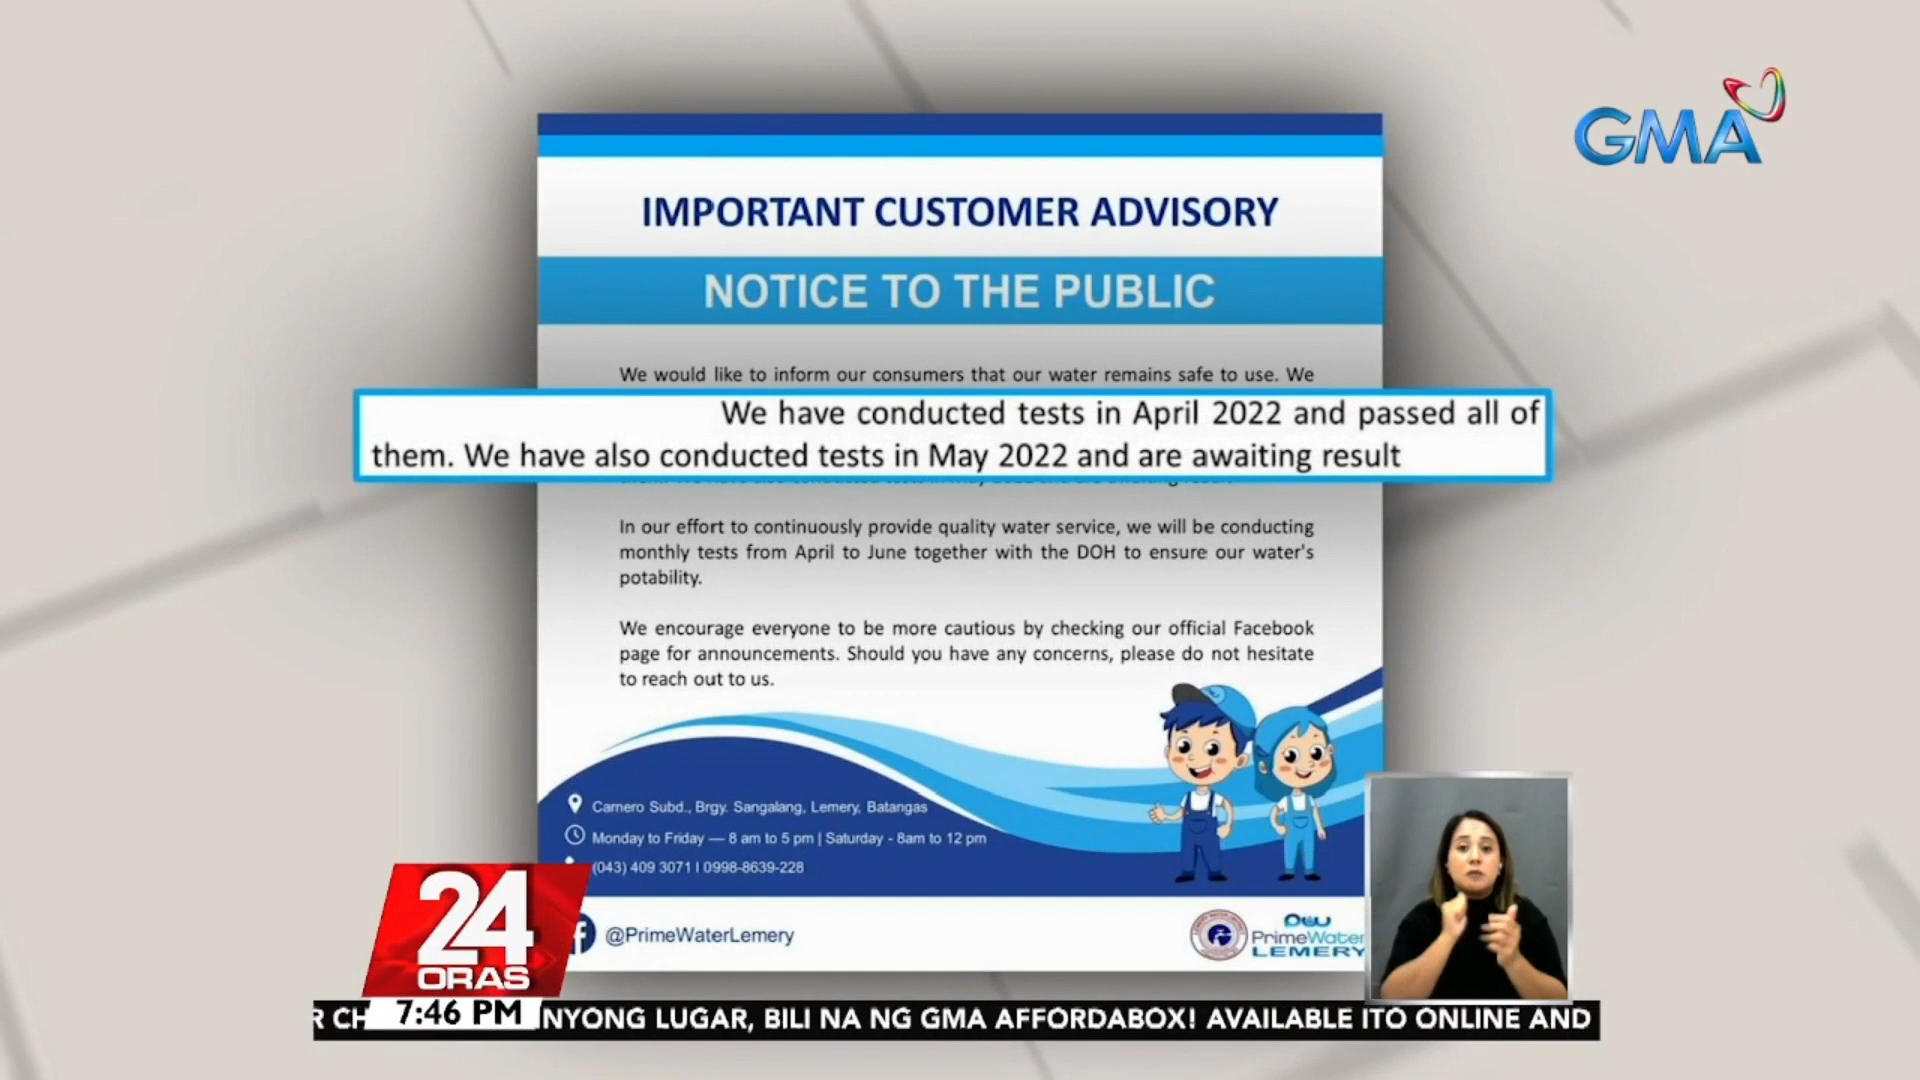 GMA
IMPORTANT CUSTOMER ADVISORY
NOTICE TO THE PUBLIC
We would like to inform our consumers that our water remains safe to use. We
We have conducted tests in April 2022 and passed all of
them. We have also conducted tests in May 2022 and are awaiting result
In our effort to continuously provide quality water service, we will be conducting
monthly tests from April to June together with the DOH to ensure our water's
potability.
We encourage everyone to be more cautious by checking our official Facebook
page for announcements. Should you have any concerns, please do not hesitate
to reach out to us.
Carnero Subd., Brgy. Sangalang, Lemery, Batangas
Monday to Friday — 8 am to 5 pm | Saturday - 8am to 12 pm
(043) 409 3071 I 0998-8639-228
@PrimeWaterLemery
PrimeWater
LEMERY
24
ORAS
7:46 PM
R CH NYONG LUGAR, BILI NA NG GMA AFFORDABOX! AVAILABLE ITO ONLINE AND